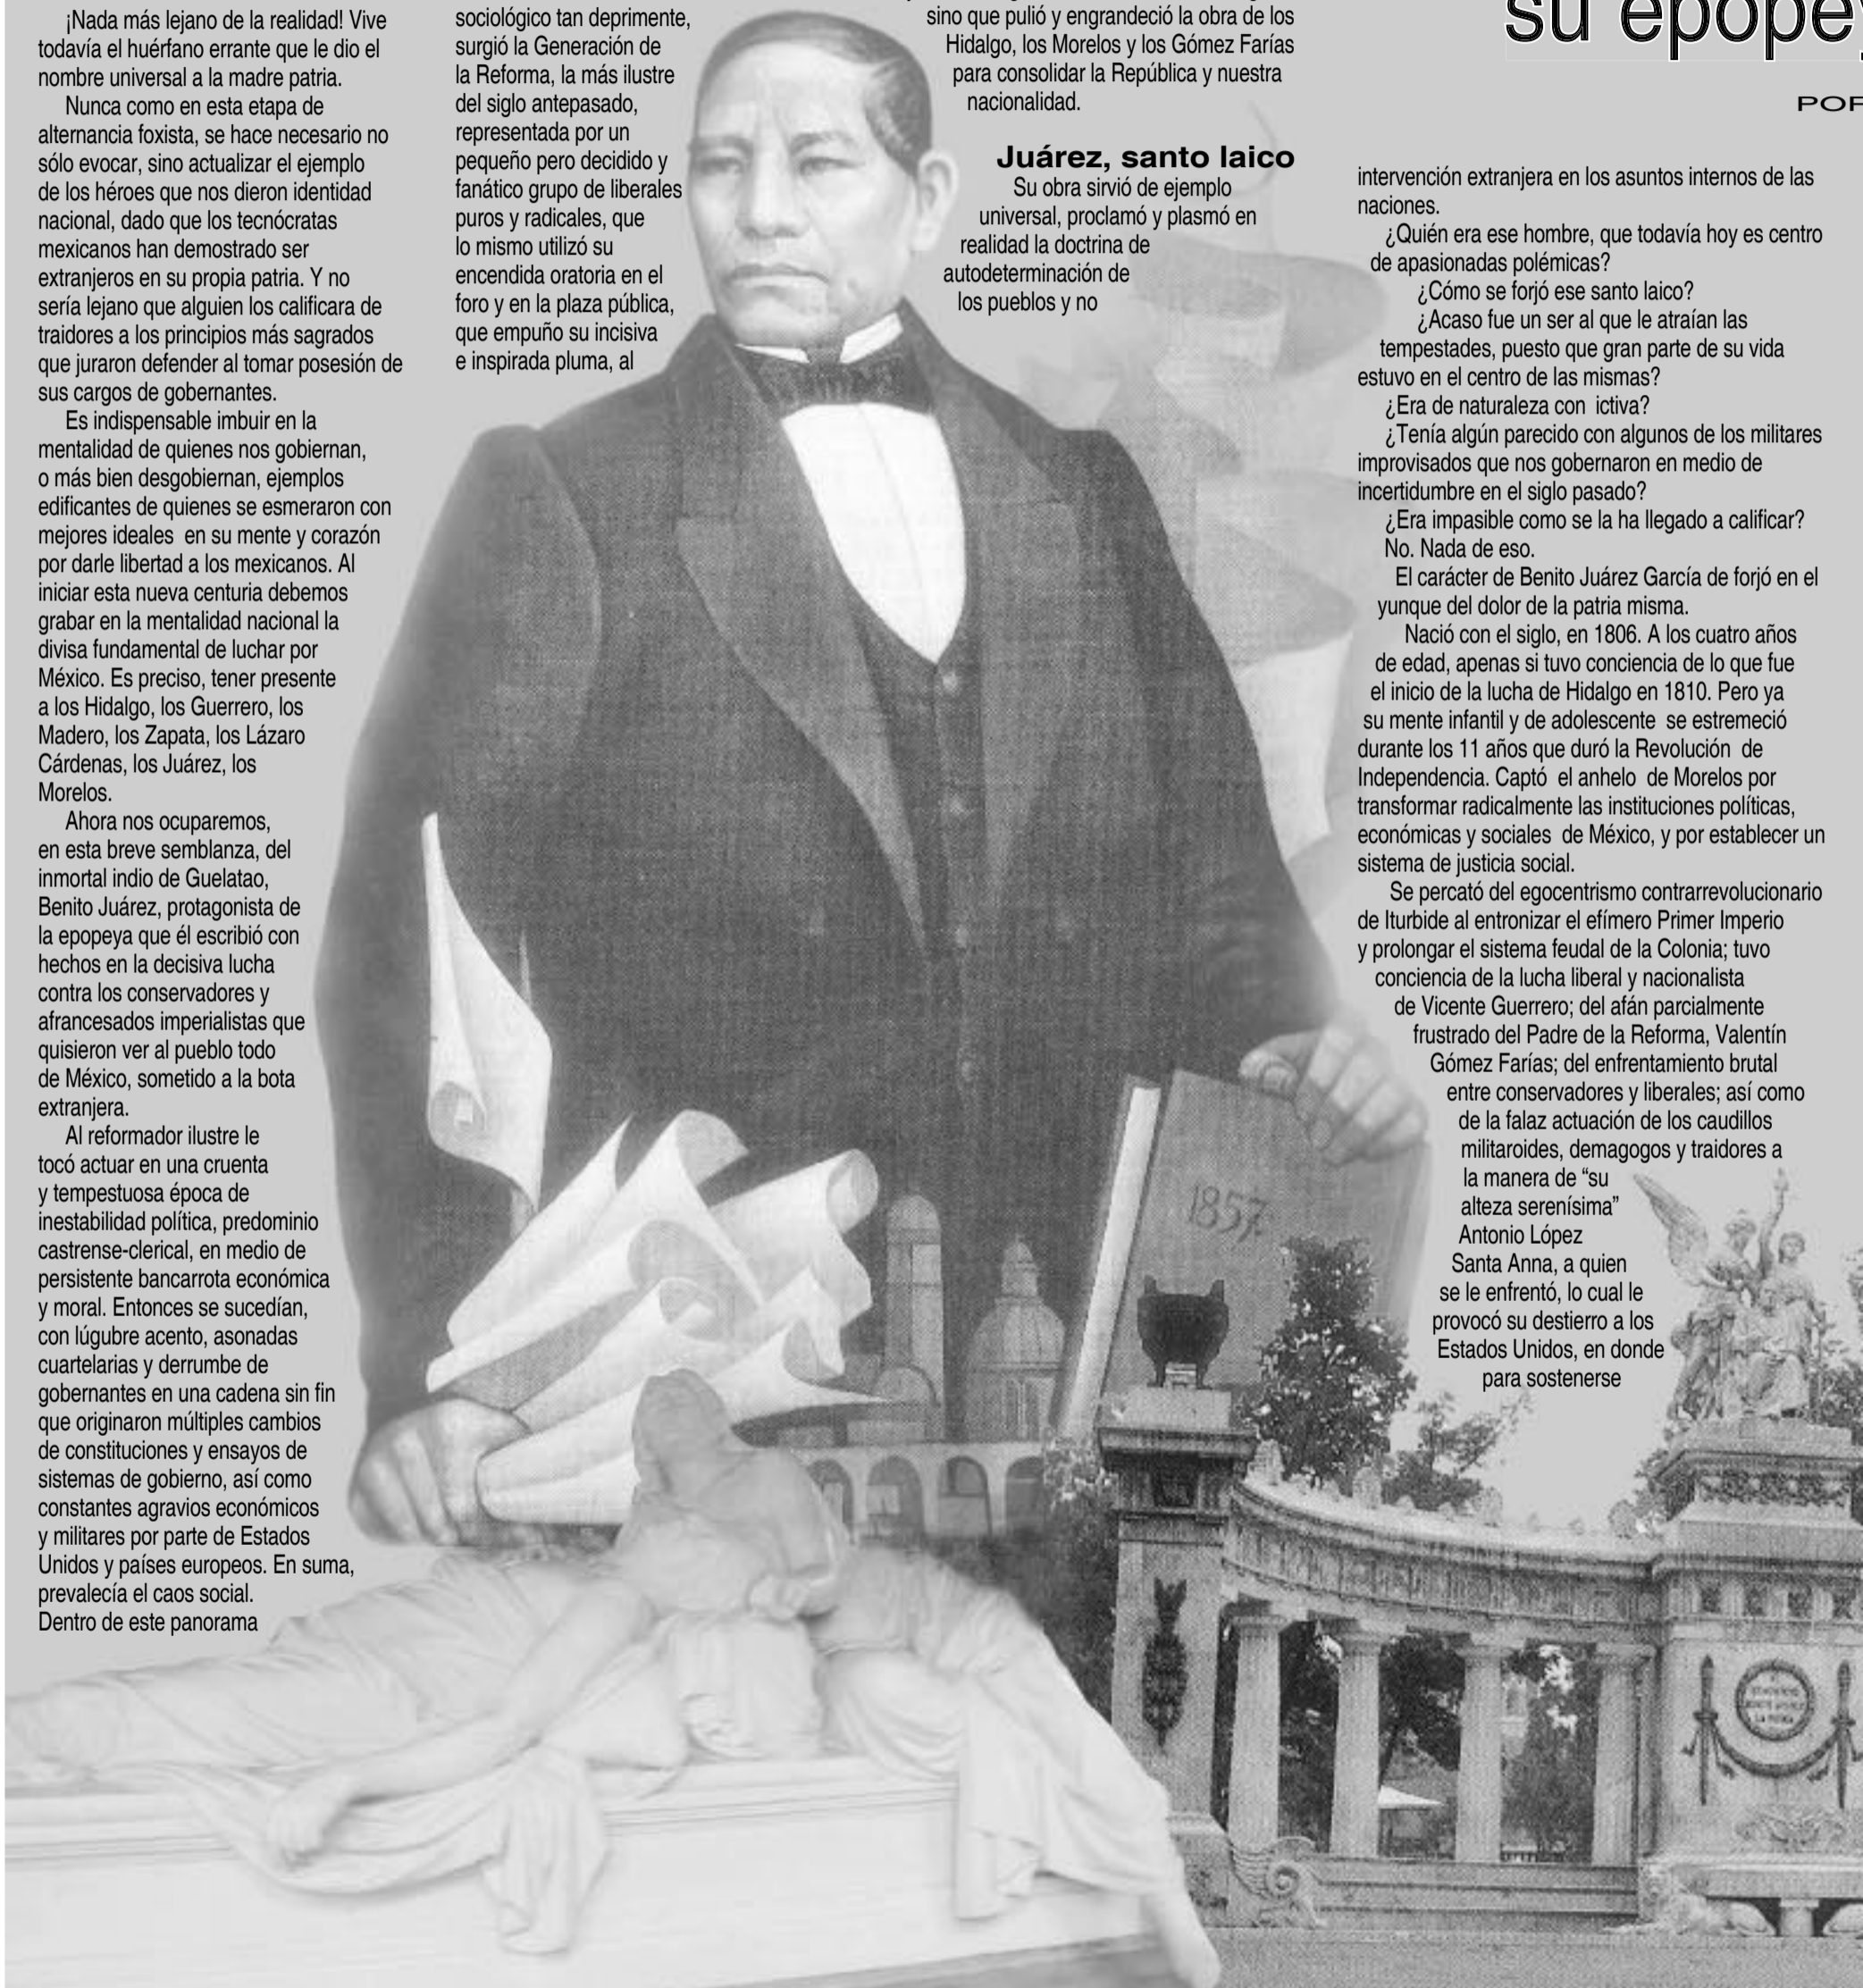 ¡Nada más lejano de la realidad! Vive
todavía el huérfano errante que le dio el
nombre universal a la madre patria.
Nunca como en esta etapa de
alternancia foxista, se hace necesario no
sólo evocar, sino actualizar el ejemplo
de los héroes que nos dieron identidad
nacional, dado que los tecnócratas
mexicanos han demostrado ser
extranjeros en su propia patria. Y no
sería lejano que alguien los calificara de
traidores a los principios más sagrados
que juraron defender al tomar posesión de
sus cargos de gobernantes.
Es indispensable imbuir en la
mentalidad de quienes nos gobiernan,
o más bien desgobiernan, ejemplos
edificantes de quienes se esmeraron con
mejores ideales en su mente y corazón
por darle libertad a los mexicanos. Al
iniciar esta nueva centuria debemos
grabar en la mentalidad nacional la
divisa fundamental de luchar por
México. Es preciso, tener presente
a los Hidalgo, los Guerrero, los
Madero, los Zapata, los Lázaro
Cárdenas, los Juárez, los
Morelos.
Ahora nos ocuparemos,
en esta breve semblanza, del
inmortal indio de Guelatao,
Benito Juárez, protagonista de
la epopeya que él escribió con
hechos en la decisiva lucha
contra los conservadores y
afrancesados imperialistas que
quisieron ver al pueblo todo
de México, sometido a la bota
extranjera.
Al reformador ilustre le
tocó actuar en una cruenta
y tempestuosa época de
inestabilidad política, predominio
castrense-clerical, en medio de
persistente bancarrota económica
y moral. Entonces se sucedían,
con lúgubre acento, asonadas
cuartelarias y derrumbe de
gobernantes en una cadena sin fin
que originaron múltiples cambios
de constituciones y ensayos de
sistemas de gobierno, así como
constantes agravios económicos
y militares por parte de Estados
Unidos y países europeos. En suma,
prevalecía el caos social.
Dentro de este panorama
sociológico tan deprimente,
surgió la Generación de
la Reforma, la más ilustre
del siglo antepasado,
representada por un
pequeño pero decidido y
fanático grupo de liberales
puros y radicales, que
lo mismo utilizó su
encendida oratoria en el
foro y en la plaza pública,
que empuño su incisiva
e inspirada pluma, al
sino que pulió y engrandeció la obra de los
Hidalgo, los Morelos y los Gómez Farías
para consolidar la República y nuestra
nacionalidad.
Juárez, santo laico
Su obra sirvió de ejemplo
universal, proclamó y plasmó en
realidad la doctrina de
autodeterminación de
los pueblos y no
su epopey
POR
intervención extranjera en los asuntos internos de las
naciones.
¿Quién era ese hombre, que todavía hoy es centro
de apasionadas polémicas?
¿Cómo se forjó ese santo laico?
¿Acaso fue un ser al que le atraían las
tempestades, puesto que gran parte de su vida
estuvo en el centro de las mismas?
¿Era de naturaleza con ictiva?
¿Tenía algún parecido con algunos de los militares
improvisados que nos gobernaron en medio de
incertidumbre en el siglo pasado?
¿Era impasible como se la ha llegado a calificar?
No. Nada de eso.
El carácter de Benito Juárez García de forjó en el
yunque del dolor de la patria misma.
Nació con el siglo, en 1806. A los cuatro años
de edad, apenas si tuvo conciencia de lo que fue
el inicio de la lucha de Hidalgo en 1810. Pero ya
su mente infantil y de adolescente se estremeció
durante los 11 años que duró la Revolución de
Independencia. Captó el anhelo de Morelos por
transformar radicalmente las instituciones políticas,
económicas y sociales de México, y por establecer un
sistema de justicia social.
Se percató del egocentrismo contrarrevolucionario
de Iturbide al entronizar el efímero Primer Imperio
y prolongar el sistema feudal de la Colonia; tuvo
conciencia de la lucha liberal y nacionalista
de Vicente Guerrero; del afán parcialmente
frustrado del Padre de la Reforma, Valentín
Gómez Farías; del enfrentamiento brutal
entre conservadores y liberales; así como
de la falaz actuación de los caudillos
militaroides, demagogos y traidores a
la manera de “su
alteza serenísima”
Antonio López
Santa Anna, a quien
se le enfrentó, lo cual le
provocó su destierro a los
Estados Unidos, en donde
para sostenerse
1857